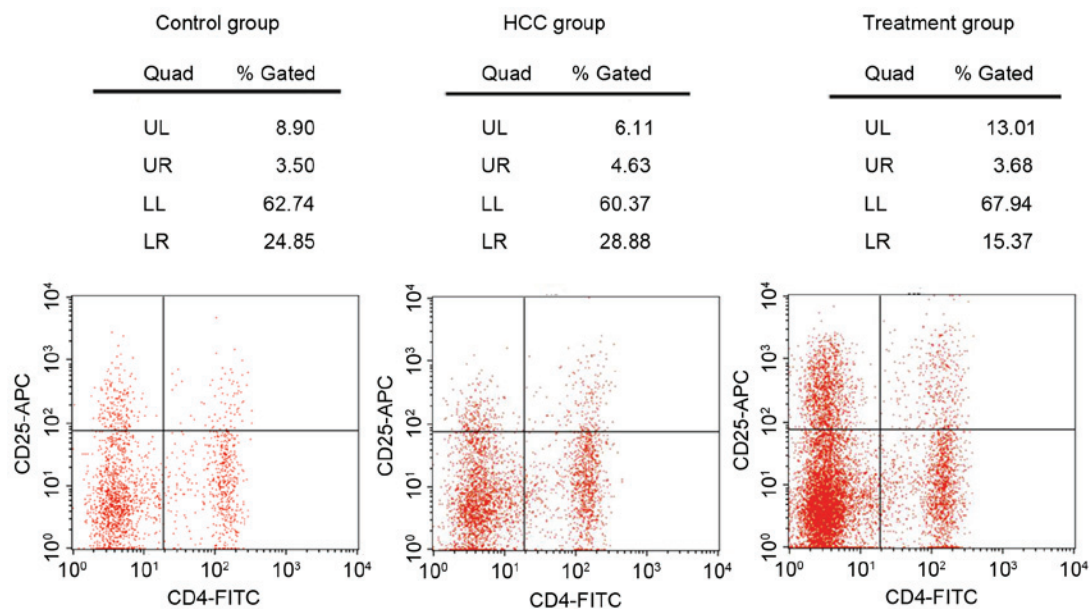 Control group
Quad % Gated
UL 8.90
UR 3.50
LL 62.74
LR 24.85
HCC group
Quad % Gated
UL 6.11
UR 4.63
LL 60.37
LR 28.88
Treatment group
Quad % Gated
UL 13.01
UR 3.68
LL 67.94
LR 15.37
CD25-APC
10⁴
10³
10²
10¹
10⁰
10⁰ 10¹ 10² 10³ 10⁴
CD4-FITC
CD25-APC
10⁴
10³
10²
10¹
10⁰
10⁰ 10¹ 10² 10³ 10⁴
CD4-FITC
CD25-APC
10⁴
10³
10²
10¹
10⁰
10⁰ 10¹ 10² 10³ 10⁴
CD4-FITC